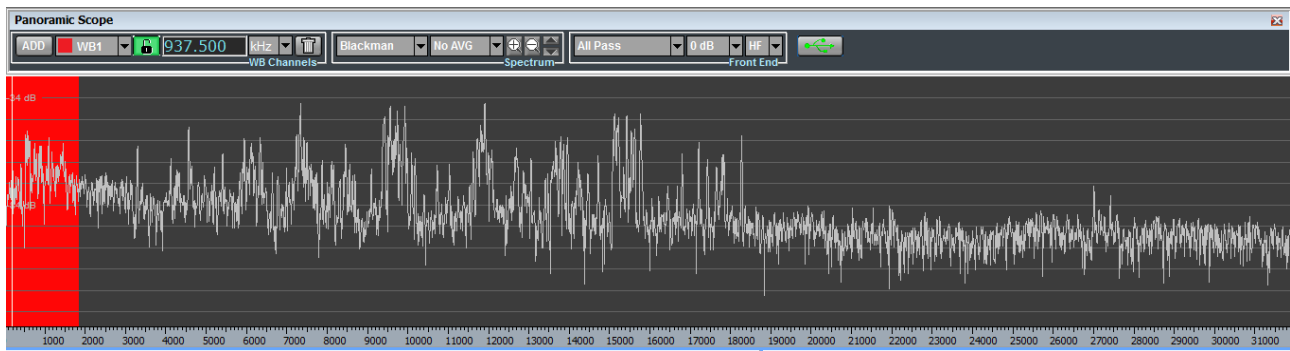 Panoramic Scope
ADD WB1 937.500 kHz Blackman No AVG All Pass 0 dB HF
WB Channels Spectrum Front End
-34 dB
4 dB
1000 2000 3000 4000 5000 6000 7000 8000 9000 10000 11000 12000 13000 14000 15000 16000 17000 18000 19000 20000 21000 22000 23000 24000 25000 26000 27000 28000 29000 30000 31000